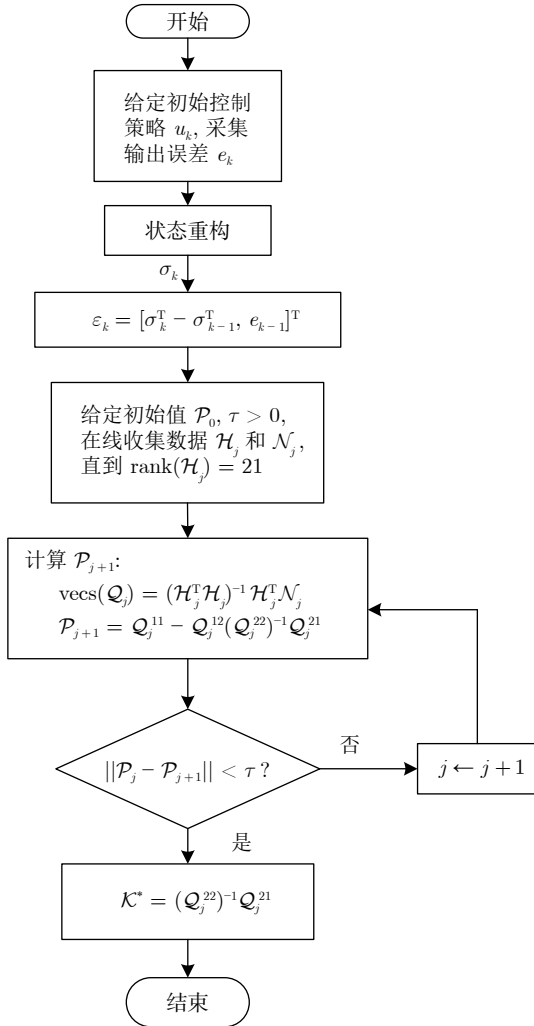 开始
给定初始控制
策略 u_k, 采集
输出误差 e_k
状态重构
σ_k
ε_k = [σ_k^T − σ_{k−1}^T, e_{k−1}]^T
给定初始值 𝒫_0, τ > 0,
在线收集数据 ℋ_j 和 𝒩_j,
直到 rank(ℋ_j) = 21
计算 𝒫_{j+1}:
vecs(𝒬_j) = (ℋ_j^T ℋ_j)^{−1} ℋ_j^T 𝒩_j
𝒫_{j+1} = 𝒬_j^{11} − 𝒬_j^{12}(𝒬_j^{22})^{−1}𝒬_j^{21}
||𝒫_j − 𝒫_{j+1}|| < τ ?
否
j ← j + 1
是
𝒦^* = (𝒬_j^{22})^{−1}𝒬_j^{21}
结束